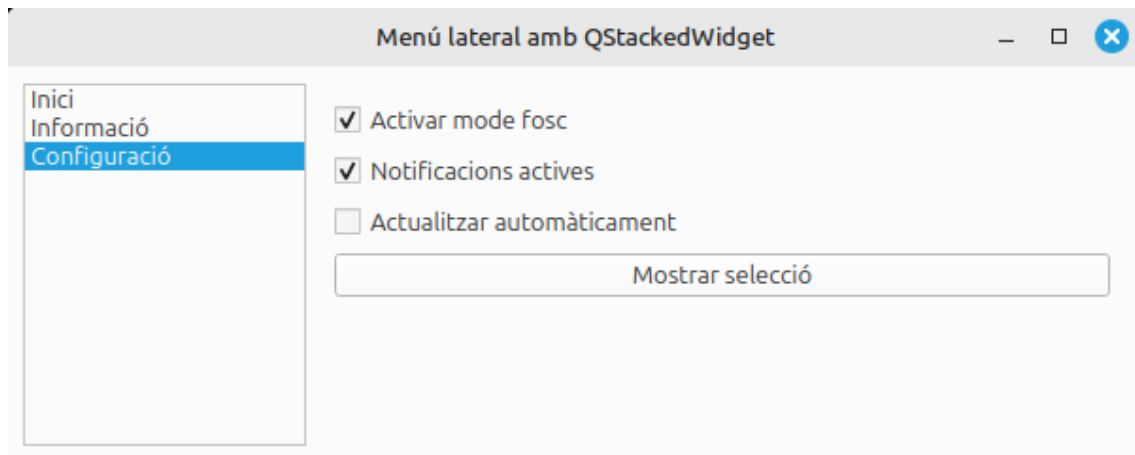 Menú lateral amb QStackedWidget
Inici
Informació
Configuració
Activar mode fosc
Notificacions actives
Actualitzar automàticament
Mostrar selecció